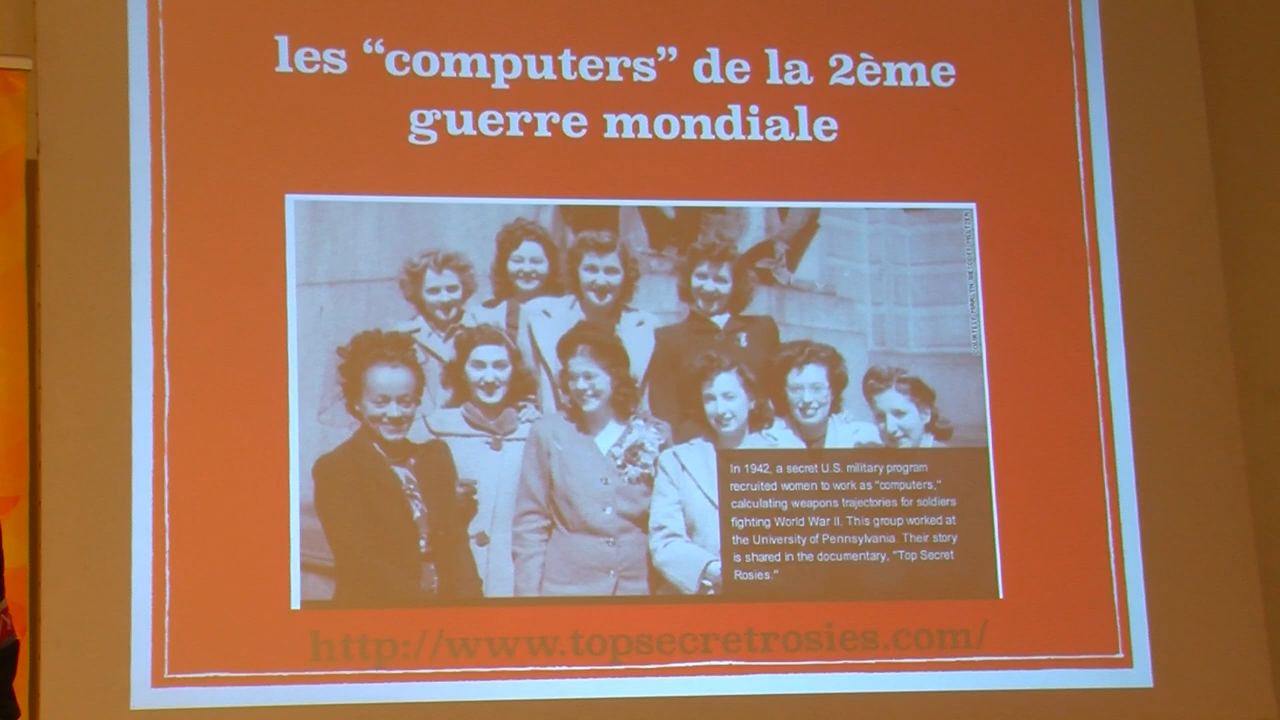 les “computers” de la 2ème
guerre mondiale
In 1942, a secret U.S. military program
recruited women to work as "computers,"
calculating weapons trajectories for soldiers
fighting World War II. This group worked at
the University of Pennsylvania. Their story
is shared in the documentary, "Top Secret
Rosies."
http://www.topsecretrosies.com/